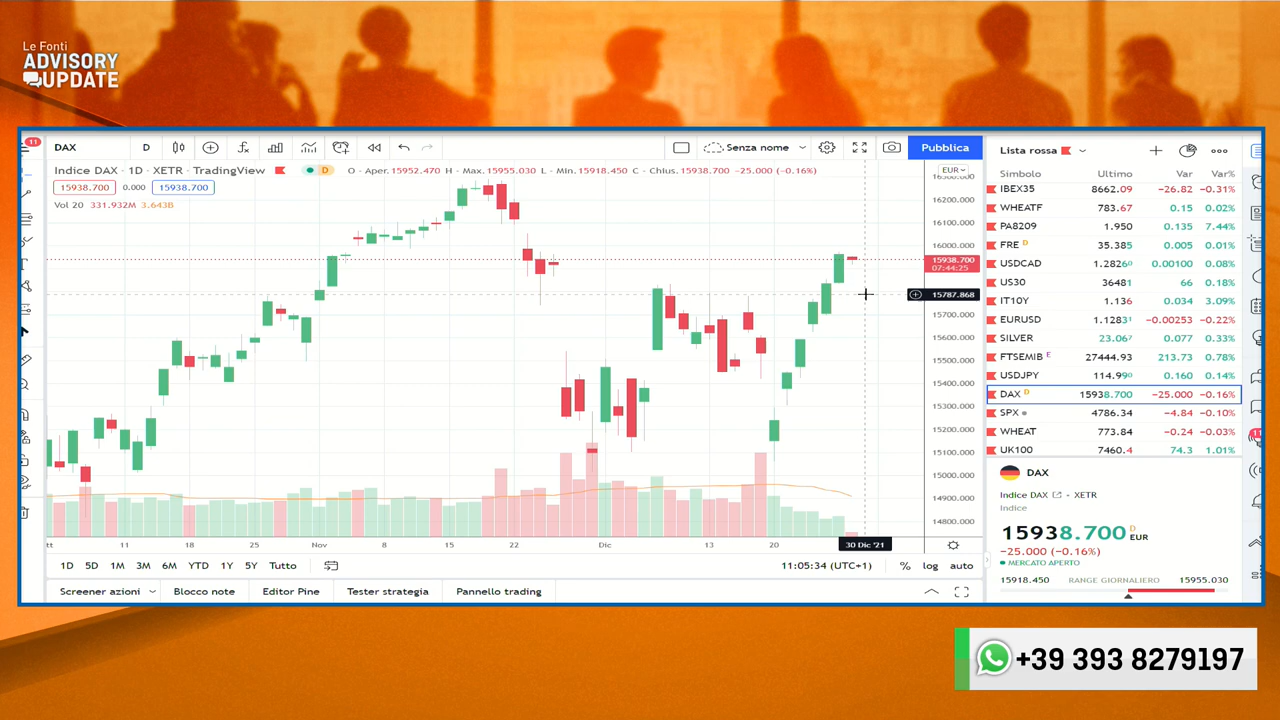 Le Fonti
ADVISORY
UPDATE
11
DAX
D
Senza nome
Pubblica
Indice DAX · 1D · XETR · TradingView
D
O - Aper.15952.470 H - Max.15955.030 L - Min.15918.450 C - Chius.15938.700 -25.000 (-0.16%)
15938.700
0.000
15938.700
Vol 20 331.932M 3.643B
EUR
16200.000
16100.000
16000.000
15938.700
07:44:25
15787.868
15700.000
15600.000
15500.000
15400.000
15300.000
15200.000
15100.000
15000.000
14900.000
14800.000
11
18
25
Nov
8
15
22
Dic
13
20
30 Dic '21
1D 5D 1M 3M 6M YTD 1Y 5Y Tutto
11:05:34 (UTC+1)
% log auto
Screener azioni
Blocco note
Editor Pine
Tester strategia
Pannello trading
Lista rossa
Simbolo Ultimo Var Var%
IBEX35 8662.09 -26.82 -0.31%
WHEATF 783.67 0.15 0.02%
PA8209 1.950 0.135 7.44%
FRE D 35.385 0.005 0.01%
USDCAD 1.28260 0.00100 0.08%
US30 36481 66 0.18%
IT10Y 1.136 0.034 3.09%
EURUSD 1.12831 -0.00253 -0.22%
SILVER 23.067 0.077 0.33%
FTSEMIB E 27444.93 213.73 0.78%
USDJPY 114.990 0.160 0.14%
DAX D 15938.700 -25.000 -0.16%
SPX 4786.34 -4.84 -0.10%
WHEAT 773.84 -0.24 -0.03%
UK100 7460.4 74.3 1.01%
DAX
Indice DAX · XETR
Indice
15938.700 D EUR
-25.000 (-0.16%)
MERCATO APERTO
15918.450 RANGE GIORNALIERO 15955.030
+39 393 8279197